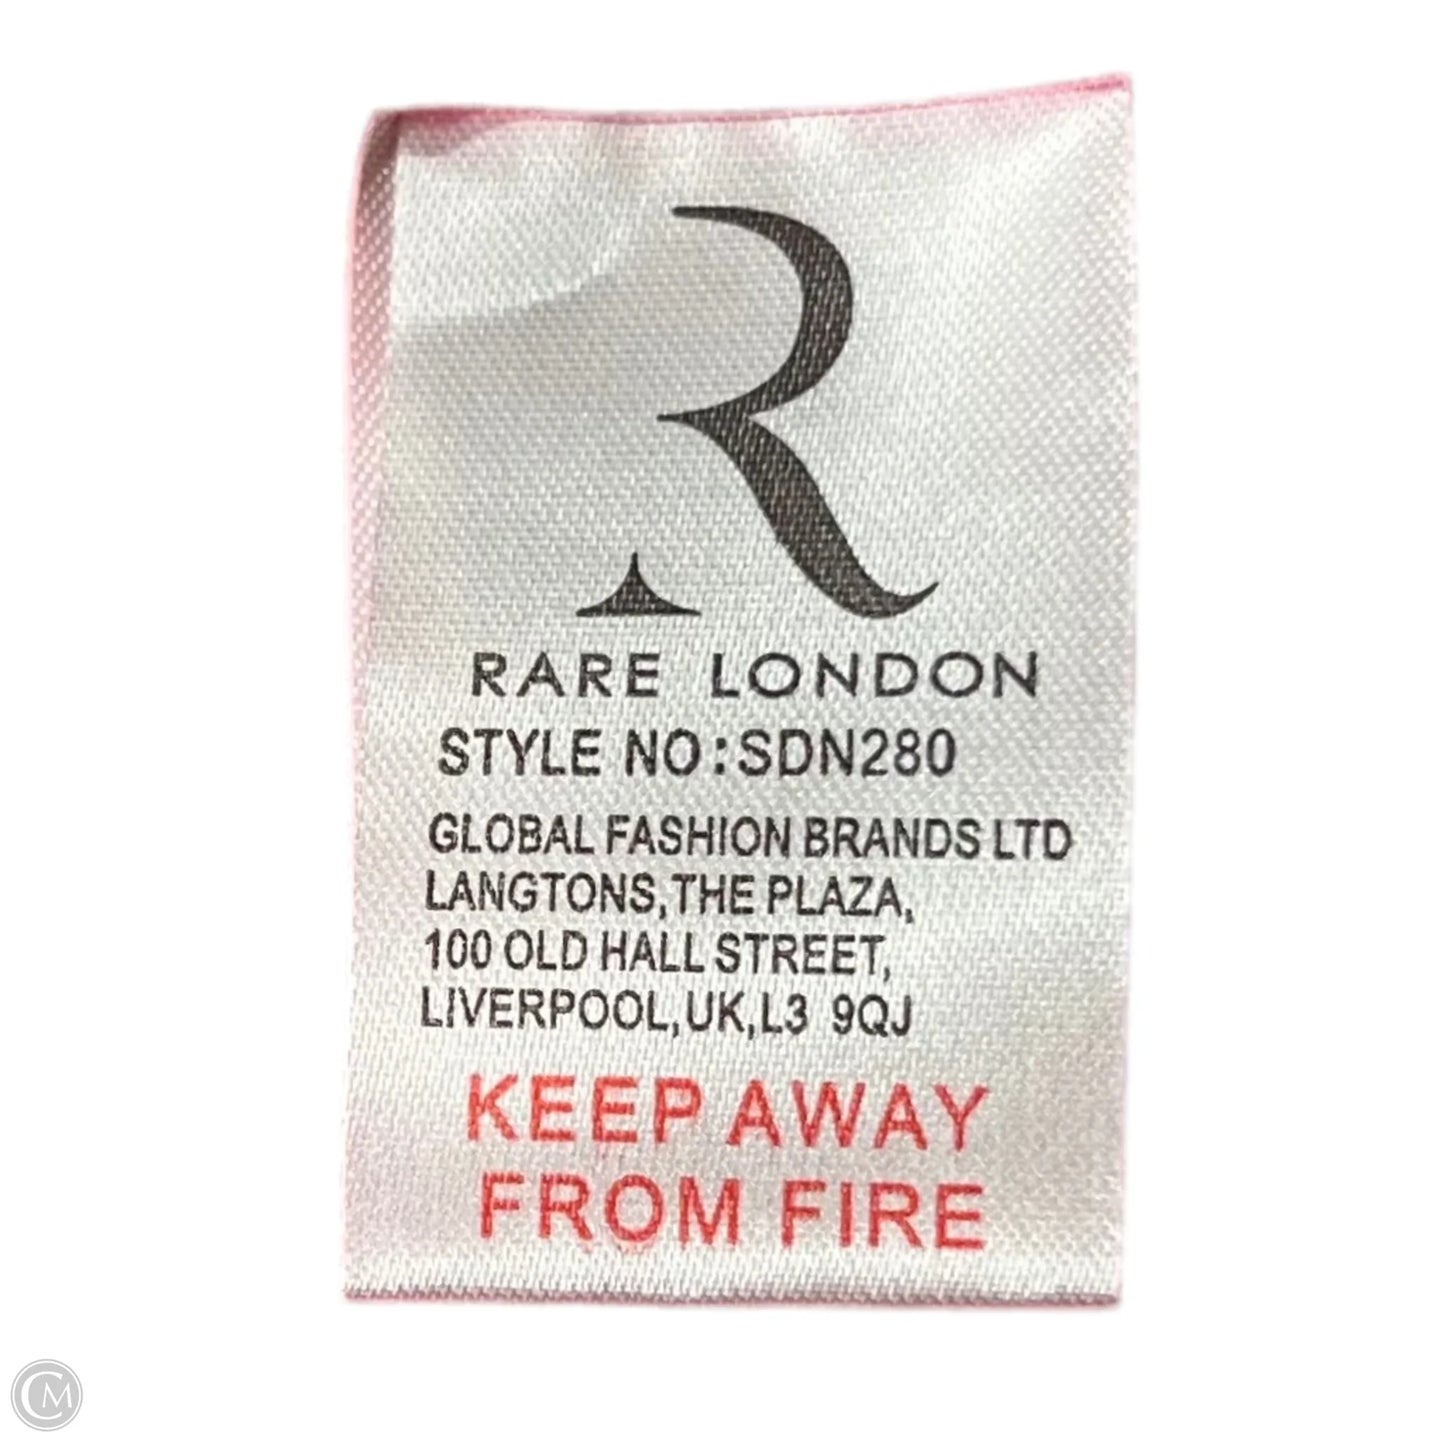 R
RARE LONDON
STYLE NO:SDN280
GLOBAL FASHION BRANDS LTD
LANGTONS,THE PLAZA,
100 OLD HALL STREET,
LIVERPOOL,UK,L3 9QJ
KEEP AWAY
FROM FIRE
CM